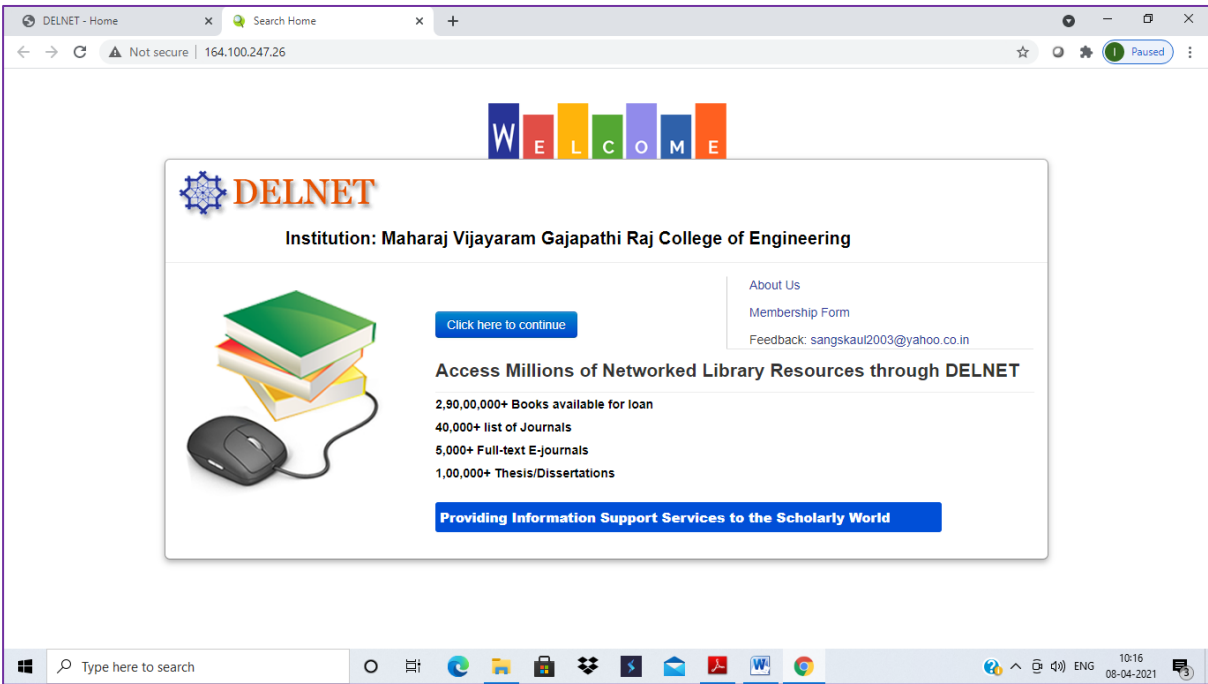 DELNET - Home
Search Home
Not secure | 164.100.247.26
I Paused
WELCOME
DELNET
Institution: Maharaj Vijayaram Gajapathi Raj College of Engineering
About Us
Click here to continue
Membership Form
Feedback: sangskaul2003@yahoo.co.in
Access Millions of Networked Library Resources through DELNET
2,90,00,000+ Books available for loan
40,000+ list of Journals
5,000+ Full-text E-journals
1,00,000+ Thesis/Dissertations
Providing Information Support Services to the Scholarly World
Type here to search
W
ENG
10:16
08-04-2021
3